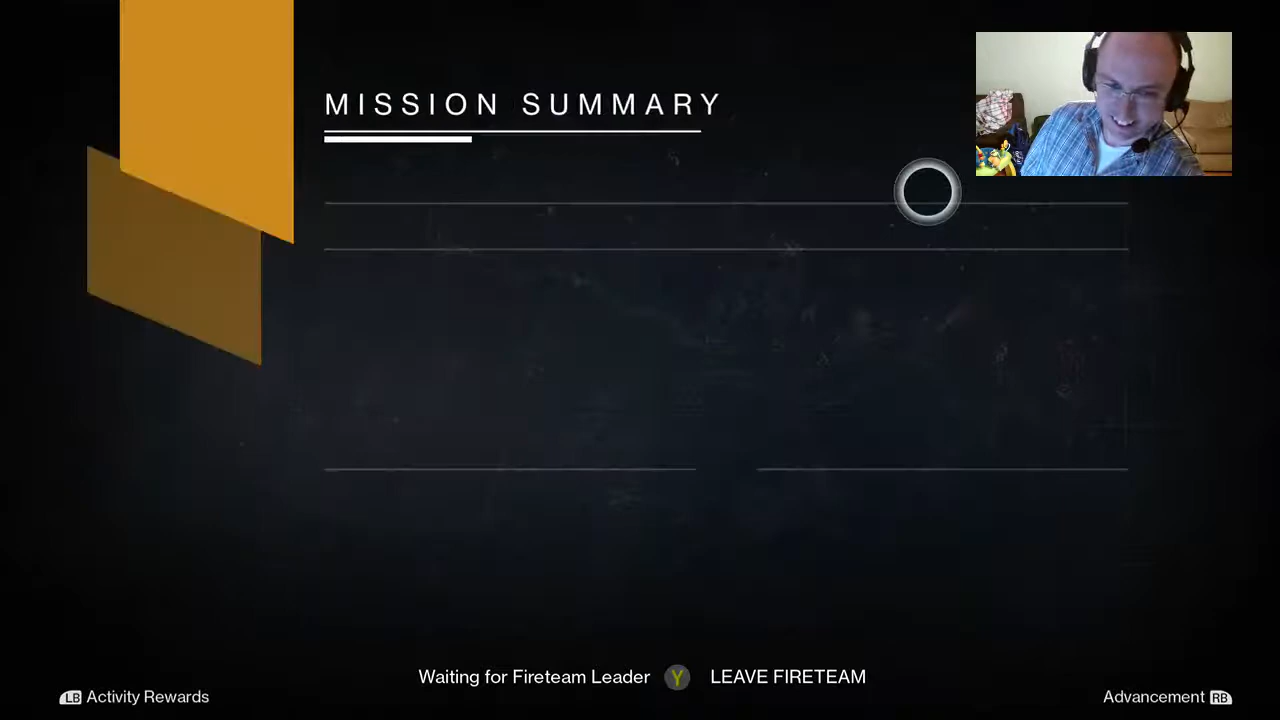 MISSION SUMMARY
Waiting for Fireteam Leader Y LEAVE FIRETEAM
LB Activity Rewards
Advancement RB